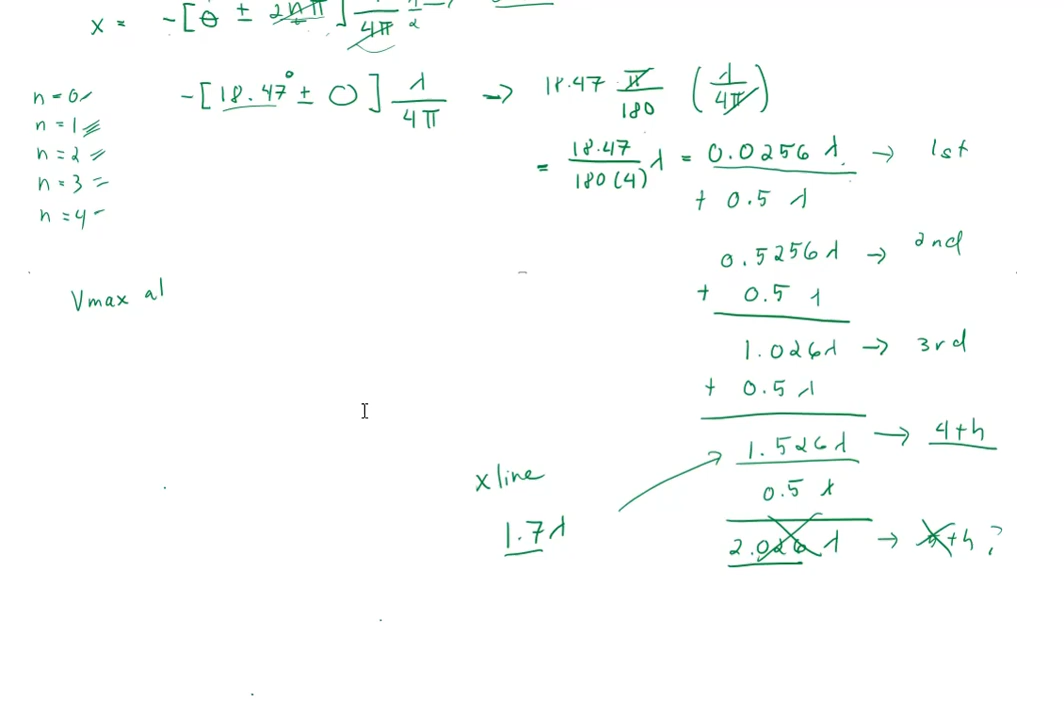 x = -[θ ± 2nπ] λ/4π
n = 0
n = 1
n = 2
n = 3
n = 4
-[18.47° ± 0] λ/4π → 18.47 π/180 (λ/4π)
= 18.47/180(4) λ = 0.0256 λ → 1st
+ 0.5 λ
0.5256 λ → 2nd
+ 0.5 λ
1.026 λ → 3rd
+ 0.5 λ
1.526 λ → 4th
0.5 λ
2.026 λ → th?
Vmax at
x line
1.7 λ